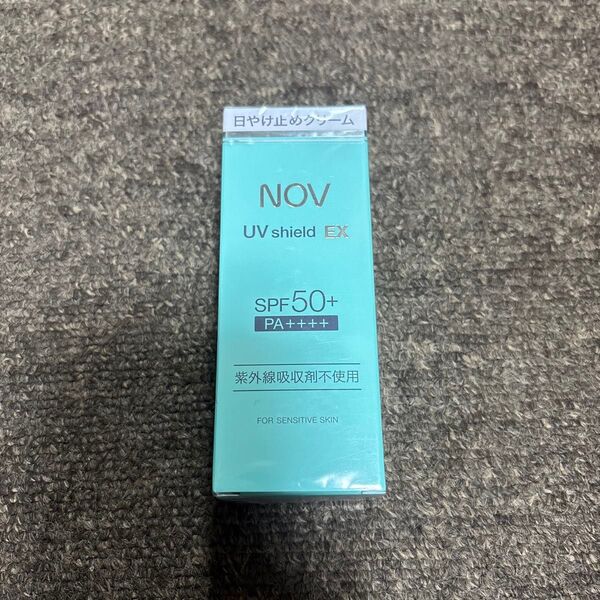 日やけ止めクリーム
NOV
UV shield EX
SPF50+
PA++++
紫外線吸収剤不使用
FOR SENSITIVE SKIN